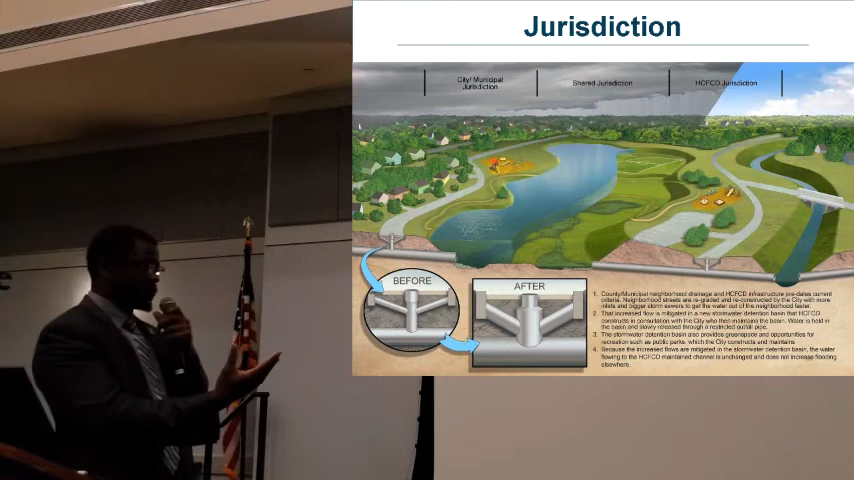 Jurisdiction
City/ Municipal
Jurisdiction
Shared Jurisdiction
HCFCD Jurisdiction
BEFORE
AFTER
1. County/Municipal neighborhood drainage and HCFCD infrastructure pre-dates current
criteria. Neighborhood streets are re-graded and re-constructed by the City with more
inlets and bigger storm sewers to get the water out of the neighborhood faster.
2. That increased flow is mitigated in a new stormwater detention basin that HCFCD
constructs in consultation with the City who then maintains the basin. Water is held in
the basin and slowly released through a restricted outfall pipe.
3. The stormwater detention basin also provides greenspace and opportunities for
recreation such as public parks, which the City constructs and maintains
4. Because the increased flows are mitigated in the stormwater detention basin, the water
flowing to the HCFCD maintained channel is unchanged and does not increase flooding
elsewhere.